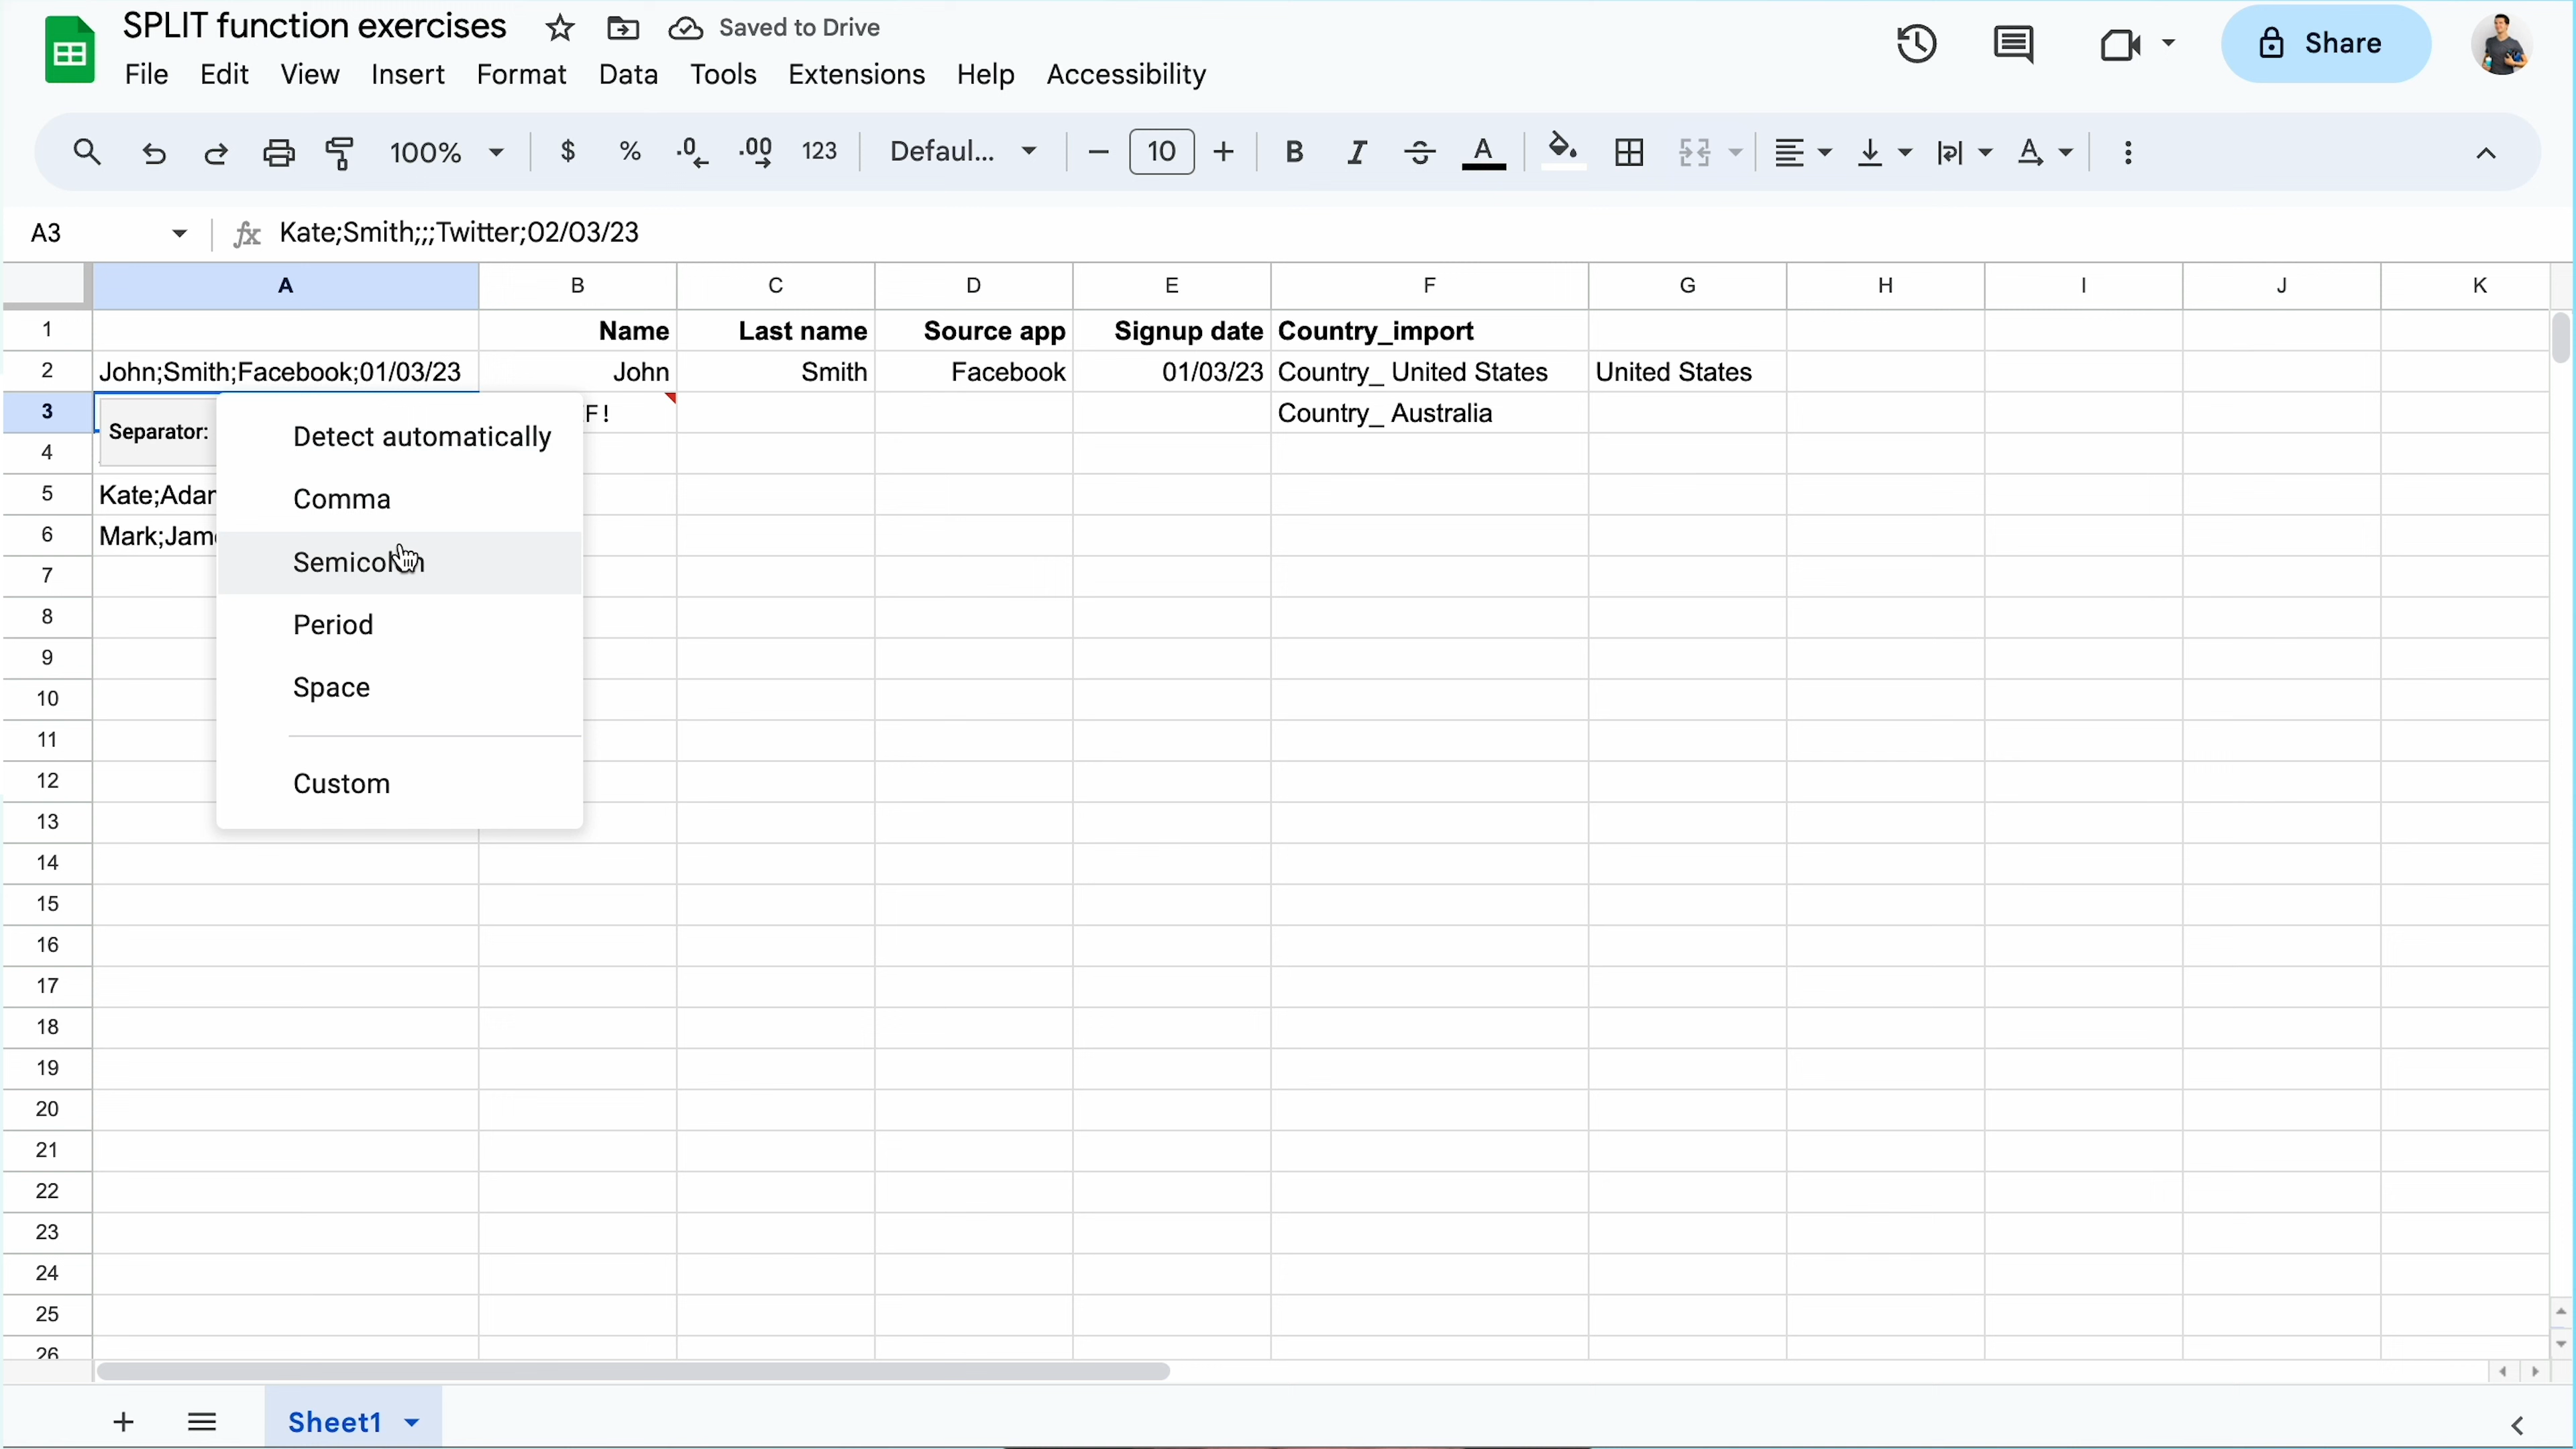 SPLIT function exercises Saved to Drive
File Edit View Insert Format Data Tools Extensions Help Accessibility
Share
100% $ % .0 .00 123 Defaul... − 10 + B I S A A
A3 fx Kate;Smith;;;Twitter;02/03/23
A B C D E F G H I J K
1 Name Last name Source app Signup date Country_import
2 John;Smith;Facebook;01/03/23 John Smith Facebook 01/03/23 Country_ United States United States
3 F! Country_ Australia
Separator: Detect automatically
4
5 Kate;Adam
Comma
6 Mark;Jame
Semicolon
7
8 Period
9
10 Space
11
12 Custom
13
14
15
16
17
18
19
20
21
22
23
24
25
26
+ Sheet1